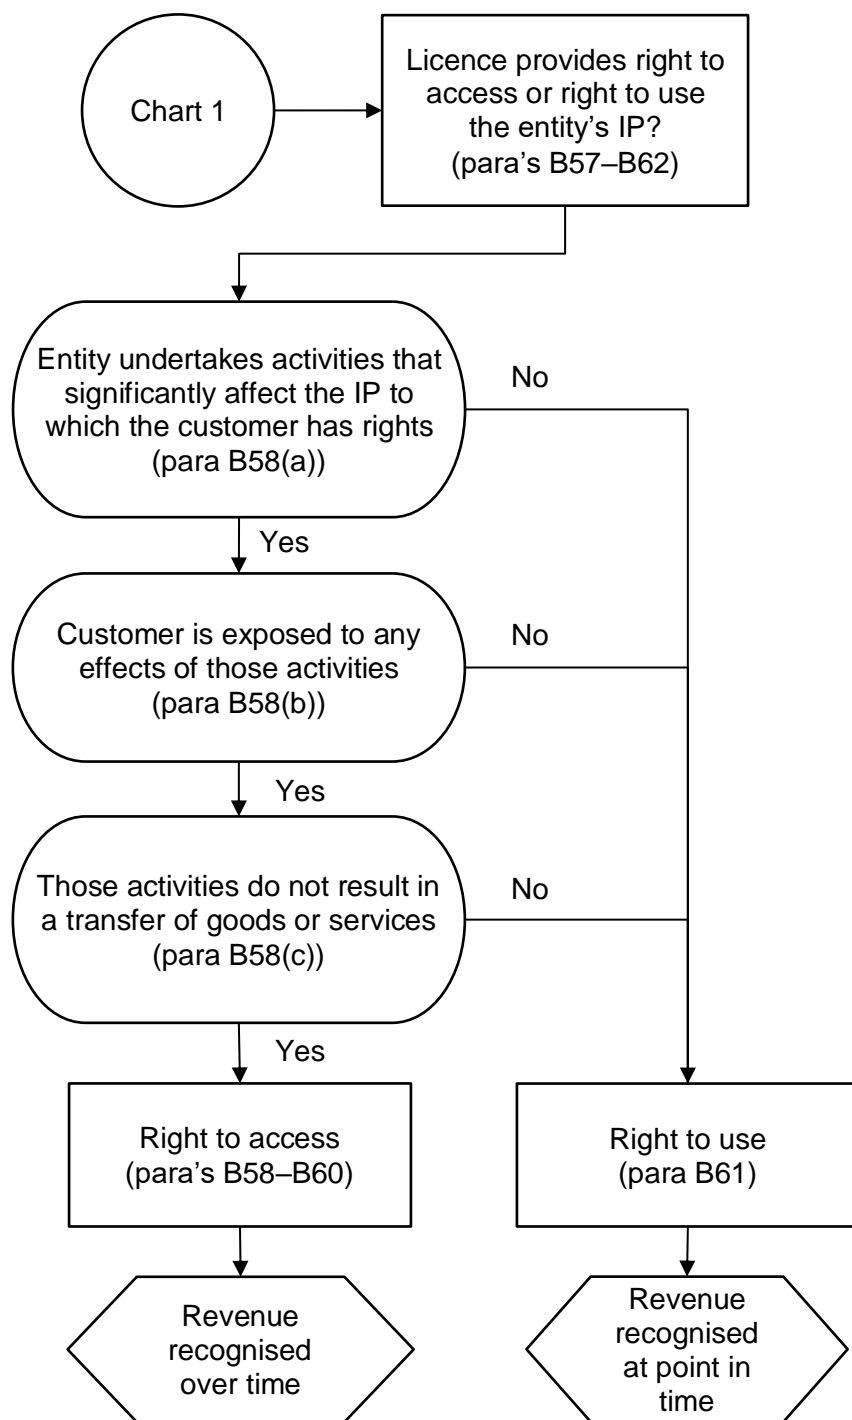 Chart 1
Licence provides right to
access or right to use
the entity’s IP?
(para’s B57–B62)
Entity undertakes activities that
significantly affect the IP to
which the customer has rights
(para B58(a))
No
Yes
Customer is exposed to any
effects of those activities
(para B58(b))
No
Yes
Those activities do not result in
a transfer of goods or services
(para B58(c))
No
Yes
Right to access
(para’s B58–B60)
Right to use
(para B61)
Revenue
recognised
over time
Revenue
recognised
at point in
time